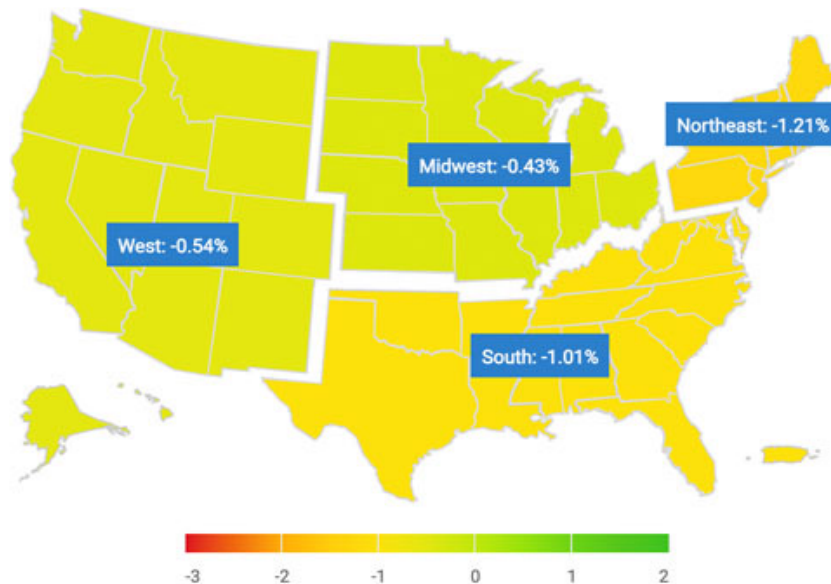 Northeast: -1.21%
Midwest: -0.43%
West: -0.54%
South: -1.01%
-3 -2 -1 0 1 2